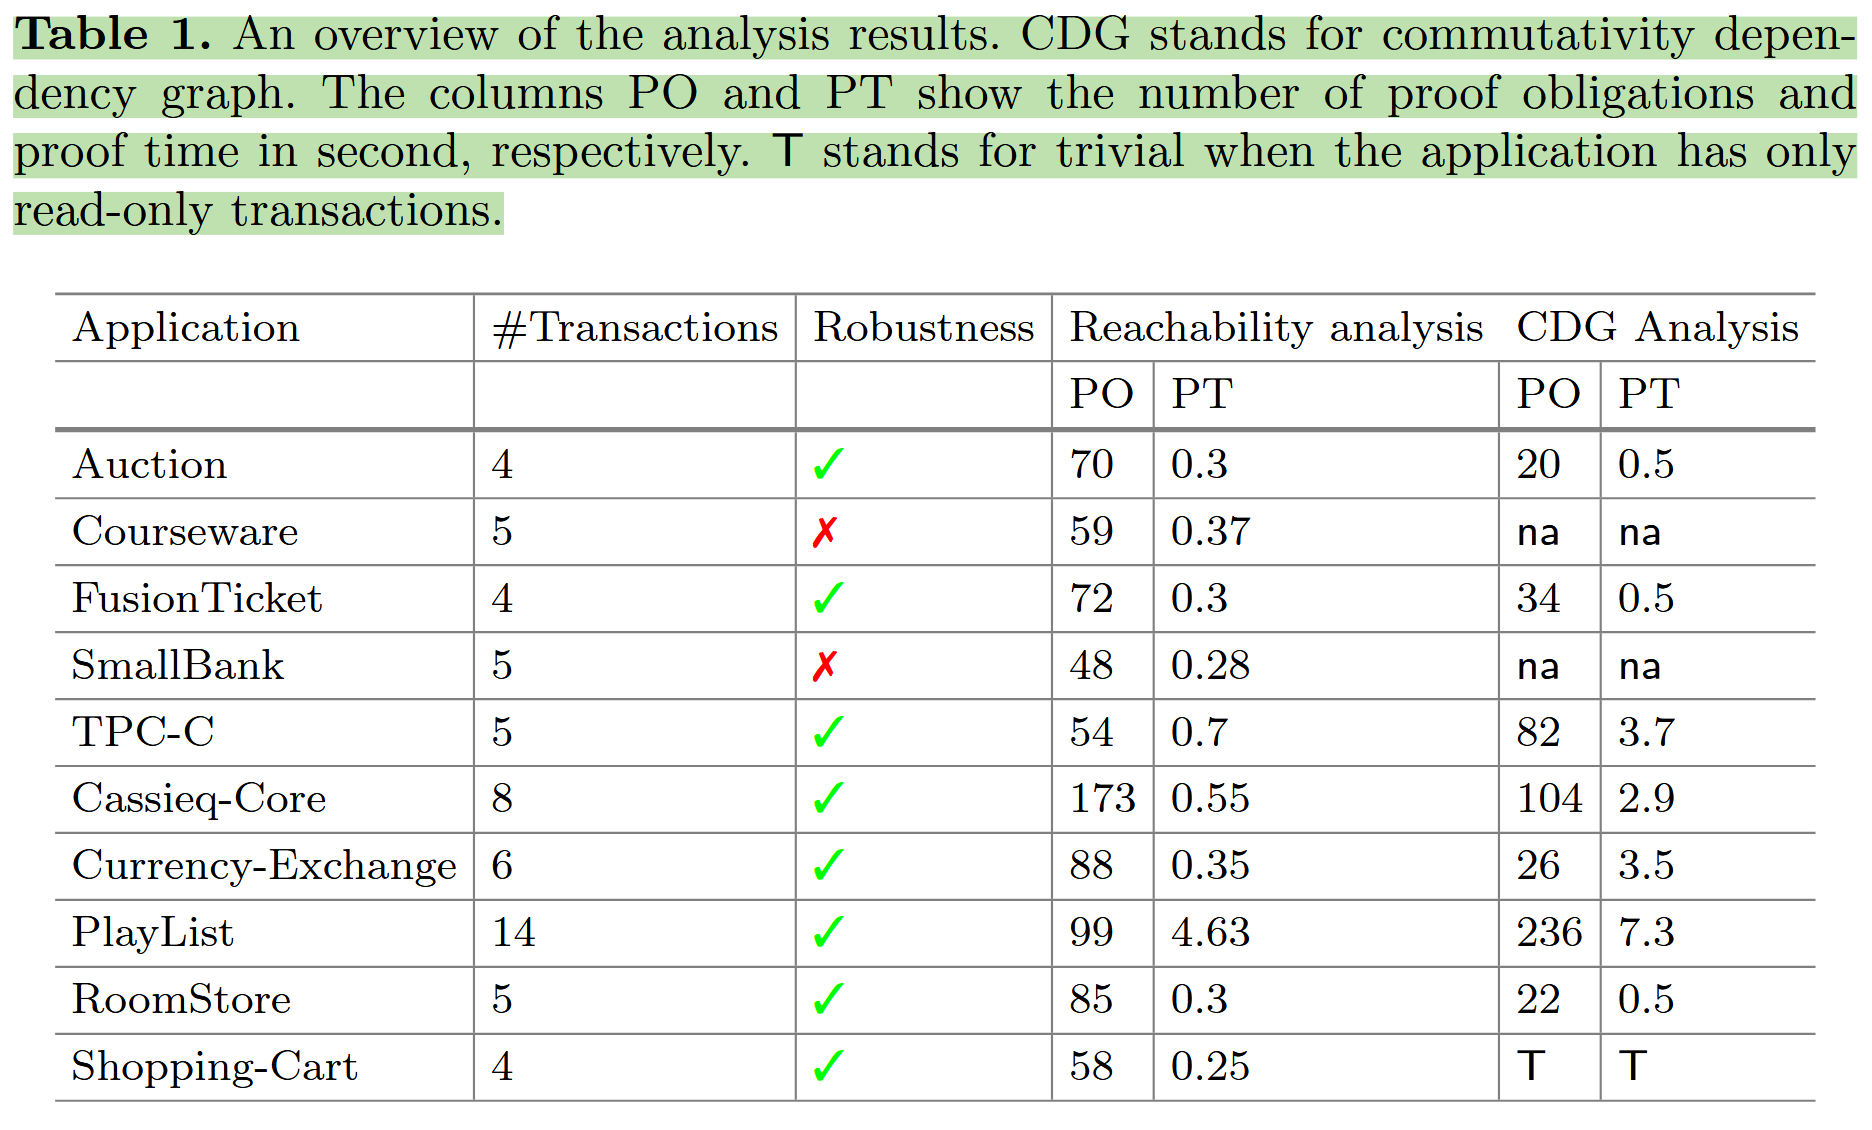 Table 1. An overview of the analysis results. CDG stands for commutativity depen-
dency graph. The columns PO and PT show the number of proof obligations and
proof time in second, respectively. T stands for trivial when the application has only
read-only transactions.
Application #Transactions Robustness Reachability analysis CDG Analysis
PO PT PO PT
Auction 4 ✓ 70 0.3 20 0.5
Courseware 5 ✗ 59 0.37 na na
FusionTicket 4 ✓ 72 0.3 34 0.5
SmallBank 5 ✗ 48 0.28 na na
TPC-C 5 ✓ 54 0.7 82 3.7
Cassieq-Core 8 ✓ 173 0.55 104 2.9
Currency-Exchange 6 ✓ 88 0.35 26 3.5
PlayList 14 ✓ 99 4.63 236 7.3
RoomStore 5 ✓ 85 0.3 22 0.5
Shopping-Cart 4 ✓ 58 0.25 T T